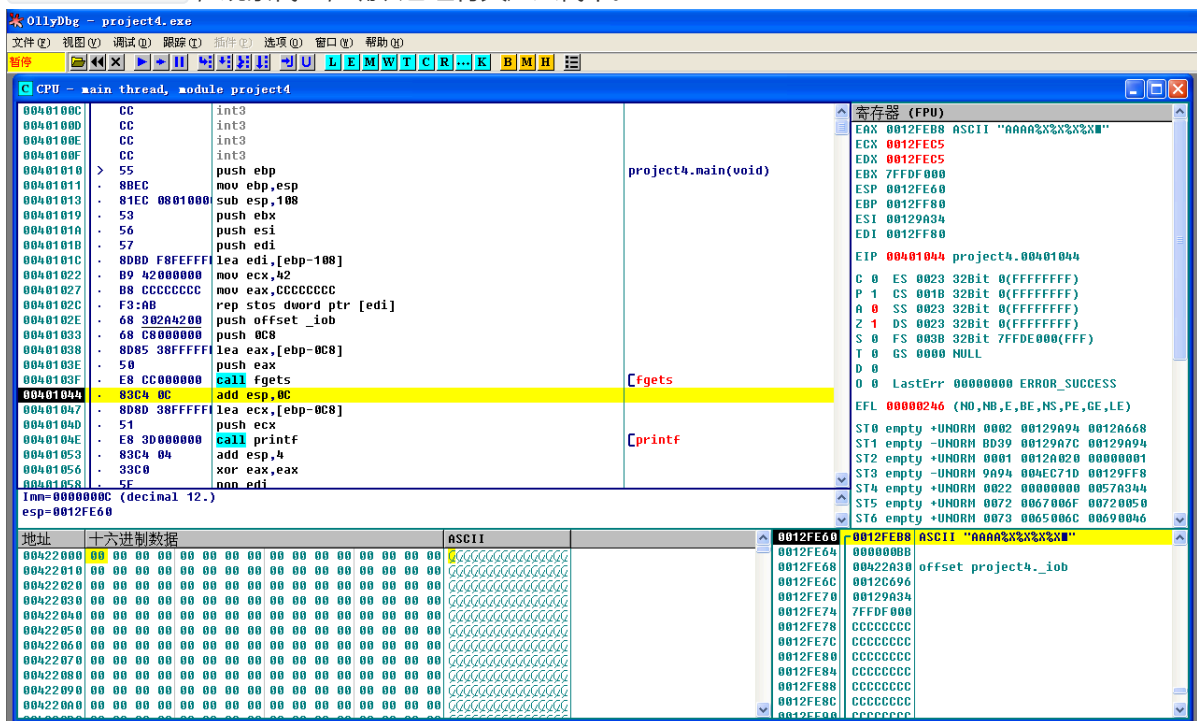 OllyDbg - project4.exe
文件(F) 视图(V) 调试(D) 跟踪(T) 插件(P) 选项(O) 窗口(W) 帮助(H)
暂停 L E M W T C R ... K B M H
C CPU - main thread, module project4
0040100C CC int3
0040100D CC int3
0040100E CC int3
0040100F CC int3
00401010 > 55 push ebp project4.main(void)
00401011 . 8BEC mov ebp,esp
00401013 . 81EC 0801000 sub esp,108
00401019 . 53 push ebx
0040101A . 56 push esi
0040101B . 57 push edi
0040101C . 8DBD F8FEFFF lea edi,[ebp-108]
00401022 . B9 42000000 mov ecx,42
00401027 . B8 CCCCCCCC mov eax,CCCCCCCC
0040102C . F3:AB rep stos dword ptr [edi]
0040102E . 68 302A4200 push offset _iob
00401033 . 68 C8000000 push 0C8
00401038 . 8D85 38FFFFF lea eax,[ebp-0C8]
0040103E . 50 push eax
0040103F . E8 CC000000 call fgets fgets
00401044 . 83C4 0C add esp,0C
00401047 . 8D8D 38FFFFF lea ecx,[ebp-0C8]
0040104D . 51 push ecx
0040104E . E8 3D000000 call printf printf
00401053 . 83C4 04 add esp,4
00401056 . 33C0 xor eax,eax
00401058 . 5F pop edi
Imm=0000000C (decimal 12.)
esp=0012FE60
寄存器 (FPU)
EAX 0012FEB8 ASCII "AAAA%X%X%X%X■"
ECX 0012FEC5
EDX 0012FEC5
EBX 7FFDF000
ESP 0012FE60
EBP 0012FF80
ESI 00129A34
EDI 0012FF80
EIP 00401044 project4.00401044
C 0 ES 0023 32Bit 0(FFFFFFFF)
P 1 CS 001B 32Bit 0(FFFFFFFF)
A 0 SS 0023 32Bit 0(FFFFFFFF)
Z 1 DS 0023 32Bit 0(FFFFFFFF)
S 0 FS 003B 32Bit 7FFDE000(FFF)
T 0 GS 0000 NULL
D 0
O 0 LastErr 00000000 ERROR_SUCCESS
EFL 00000246 (NO,NB,E,BE,NS,PE,GE,LE)
ST0 empty +UNORM 0002 00129A94 0012A668
ST1 empty -UNORM BD39 00129A7C 00129A94
ST2 empty +UNORM 0001 0012A020 00000001
ST3 empty -UNORM 9A94 004EC71D 00129FF8
ST4 empty +UNORM 0022 00000000 0057A344
ST5 empty +UNORM 0072 0067006F 00720050
ST6 empty +UNORM 0073 0065006C 00690046
地址 十六进制数据 ASCII
00422000 00 00 00 00 00 00 00 00 00 00 00 00 00 00 00 00
00422010 00 00 00 00 00 00 00 00 00 00 00 00 00 00 00 00
00422020 00 00 00 00 00 00 00 00 00 00 00 00 00 00 00 00
00422030 00 00 00 00 00 00 00 00 00 00 00 00 00 00 00 00
00422040 00 00 00 00 00 00 00 00 00 00 00 00 00 00 00 00
00422050 00 00 00 00 00 00 00 00 00 00 00 00 00 00 00 00
00422060 00 00 00 00 00 00 00 00 00 00 00 00 00 00 00 00
00422070 00 00 00 00 00 00 00 00 00 00 00 00 00 00 00 00
00422080 00 00 00 00 00 00 00 00 00 00 00 00 00 00 00 00
00422090 00 00 00 00 00 00 00 00 00 00 00 00 00 00 00 00
004220A0 00 00 00 00 00 00 00 00 00 00 00 00 00 00 00 00
0012FE60 0012FEB8 ASCII "AAAA%X%X%X%X■"
0012FE64 000000BB
0012FE68 00422A30 offset project4._iob
0012FE6C 0012C696
0012FE70 00129A34
0012FE74 7FFDF000
0012FE78 CCCCCCCC
0012FE7C CCCCCCCC
0012FE80 CCCCCCCC
0012FE84 CCCCCCCC
0012FE88 CCCCCCCC
0012FE8C CCCCCCCC
0012FE90 CCCCCCCC